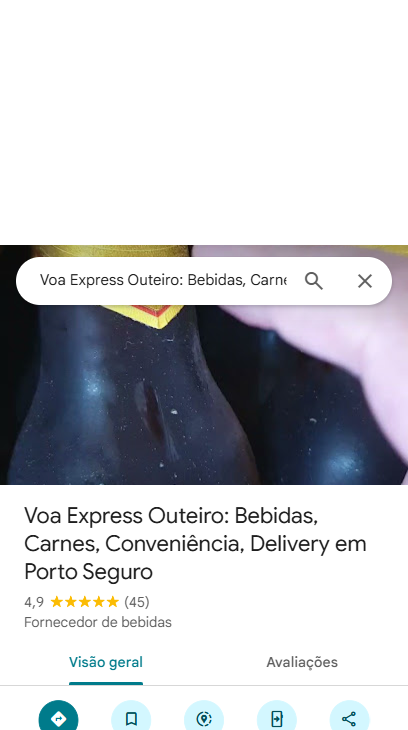 Voa Express Outeiro: Bebidas, Carne
Voa Express Outeiro: Bebidas,
Carnes, Conveniência, Delivery em
Porto Seguro
4,9 (45)
Fornecedor de bebidas
Visão geral
Avaliações